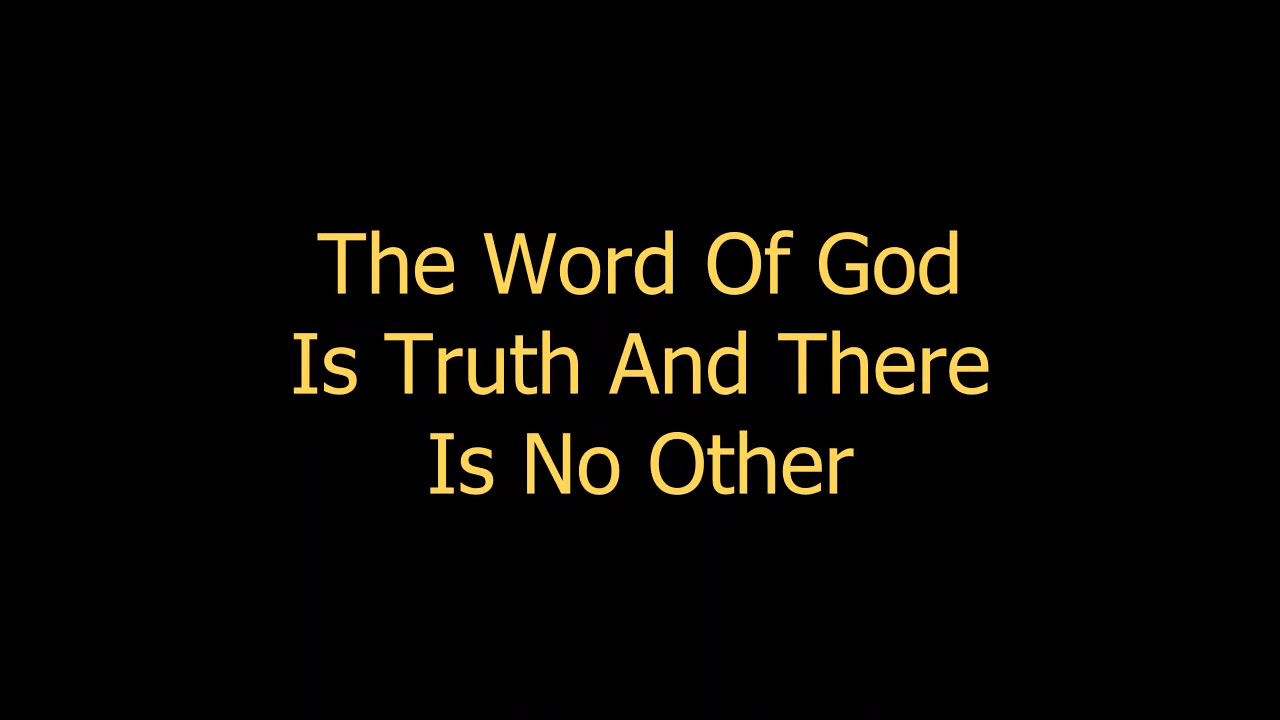 The Word Of God
Is Truth And There
Is No Other